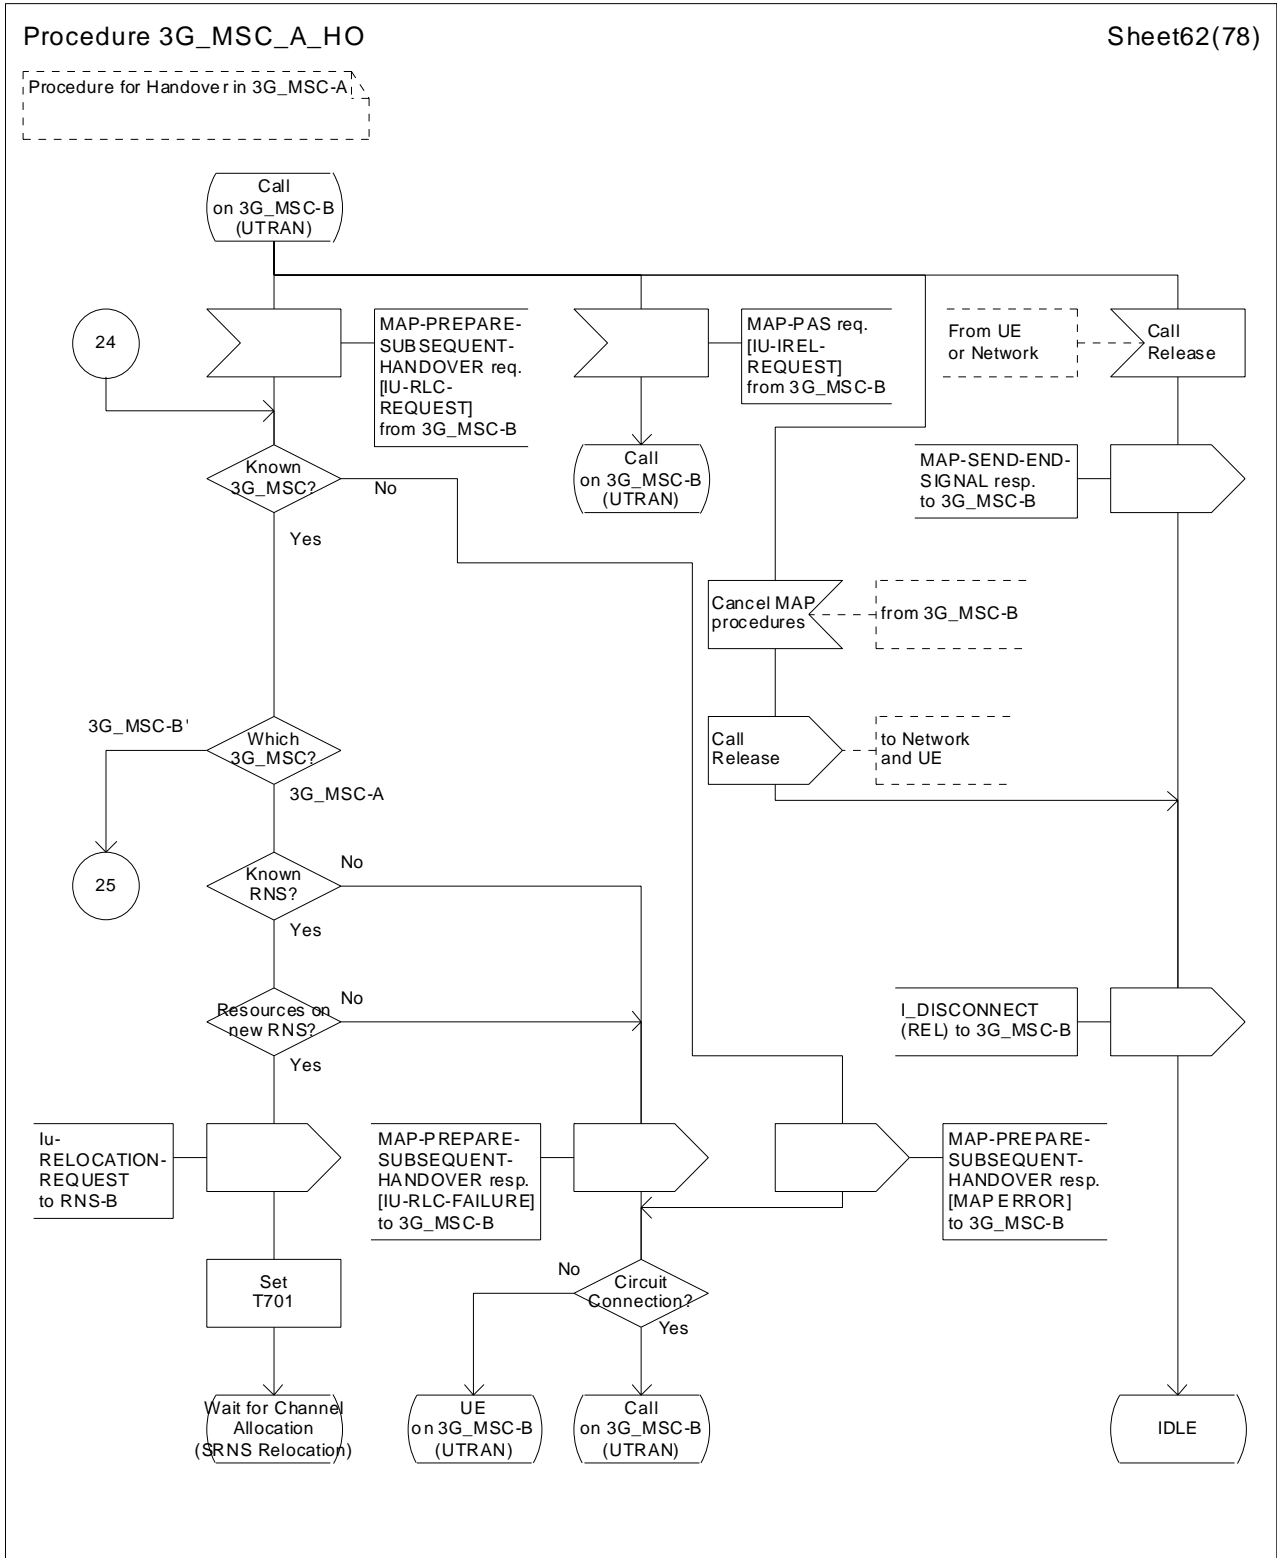 Procedure 3G_MSC_A_HO
Sheet62(78)
Procedure for Handover in 3G_MSC-A
Call
on 3G_MSC-B
(UTRAN)
24
MAP-PREPARE-
SUBSEQUENT-
HANDOVER req.
[IU-RLC-
REQUEST]
from 3G_MSC-B
MAP-PAS req.
[IU-IREL-
REQUEST]
from 3G_MSC-B
From UE
or Network
Call
Release
Known
3G_MSC?
No
Yes
Call
on 3G_MSC-B
(UTRAN)
MAP-SEND-END-
SIGNAL resp.
to 3G_MSC-B
Cancel MAP
procedures
from 3G_MSC-B
3G_MSC-B'
Which
3G_MSC?
3G_MSC-A
Call
Release
to Network
and UE
25
Known
RNS?
No
Yes
Resources on
new RNS?
No
Yes
I_DISCONNECT
(REL) to 3G_MSC-B
Iu-
RELOCATION-
REQUEST
to RNS-B
MAP-PREPARE-
SUBSEQUENT-
HANDOVER resp.
[IU-RLC-FAILURE]
to 3G_MSC-B
MAP-PREPARE-
SUBSEQUENT-
HANDOVER resp.
[MAP ERROR]
to 3G_MSC-B
Set
T701
No
Circuit
Connection?
Yes
Wait for Channel
Allocation
(SRNS Relocation)
UE
on 3G_MSC-B
(UTRAN)
Call
on 3G_MSC-B
(UTRAN)
IDLE